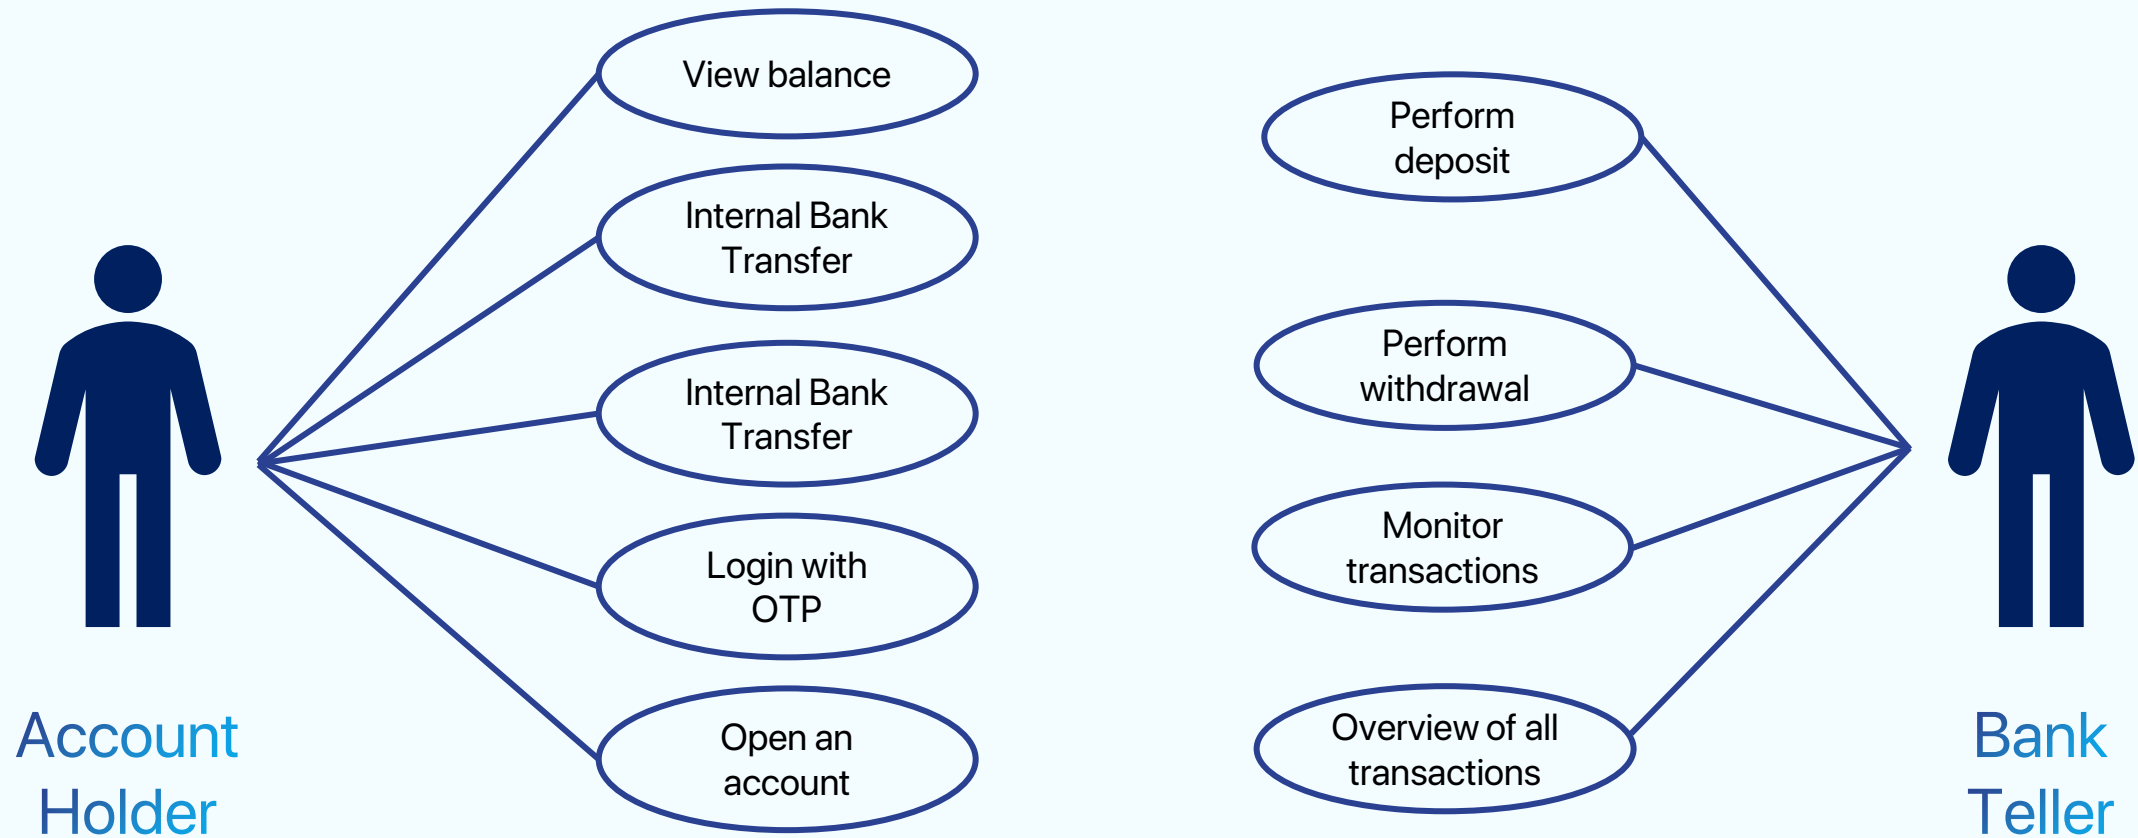 View balance
Internal Bank
Transfer
Internal Bank
Transfer
Login with
OTP
Open an
account
Account
Holder
Perform
deposit
Perform
withdrawal
Monitor
transactions
Overview of all
transactions
Bank
Teller